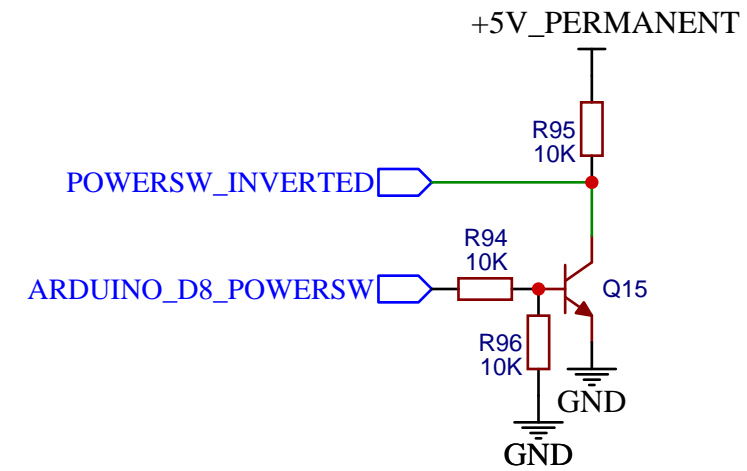 +5V_PERMANENT
R95
10K
POWERSW_INVERTED
R94
10K
ARDUINO_D8_POWERSW
Q15
R96
10K
GND
GND